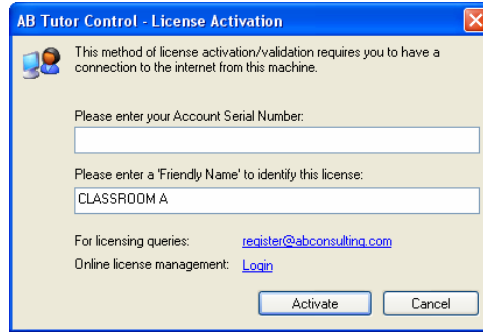 AB Tutor Control - License Activation
This method of license activation/validation requires you to have a
connection to the internet from this machine.
Please enter your Account Serial Number:
Please enter a 'Friendly Name' to identify this license:
CLASSROOM A
For licensing queries: register@abconsulting.com
Online license management: Login
Activate Cancel